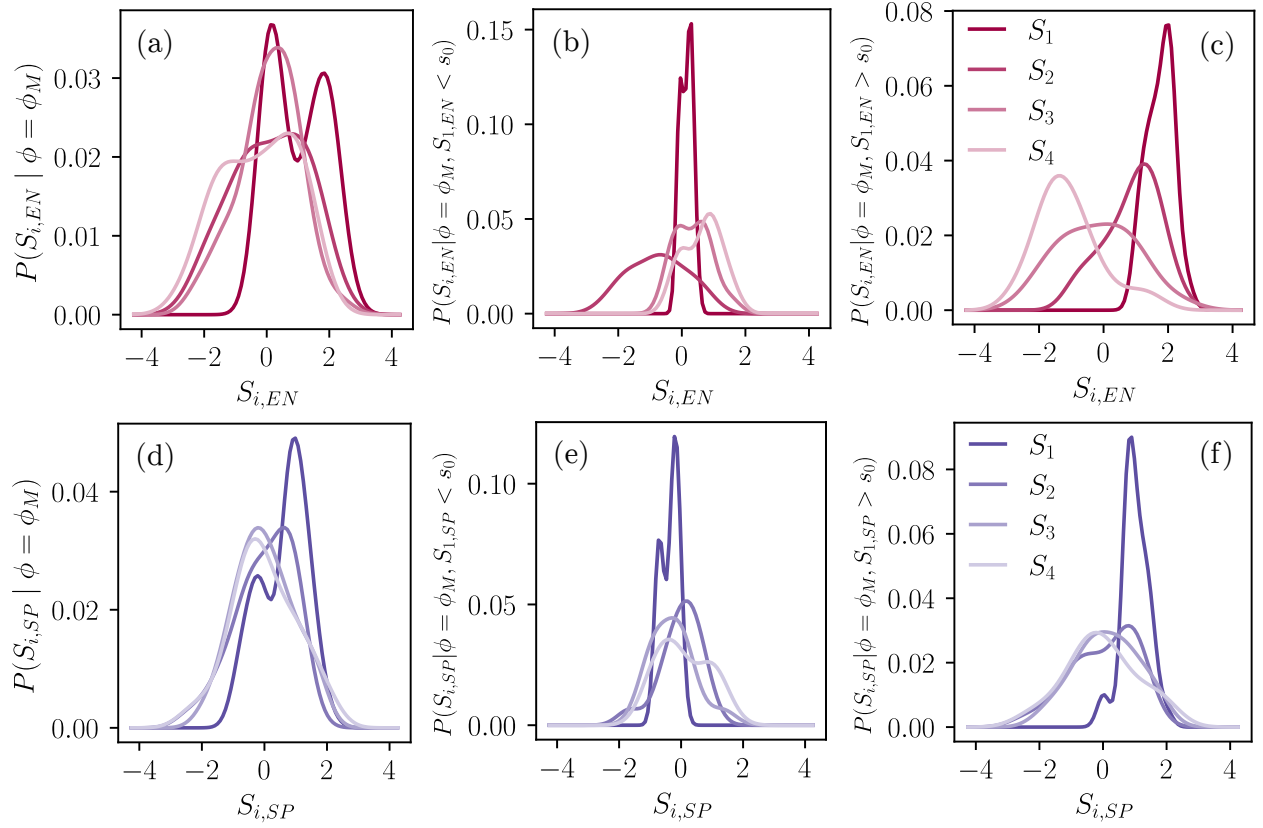 (a)
0.03
0.02
0.01
0.00
P(S_{i,EN} | ϕ = ϕ_M)
−4 −2 0 2 4
S_{i,EN}
(b)
0.15
0.10
0.05
0.00
P(S_{i,EN}|ϕ = ϕ_M, S_{1,EN} < s_0)
−4 −2 0 2 4
S_{i,EN}
(c)
0.08
0.06
0.04
0.02
0.00
P(S_{i,EN}|ϕ = ϕ_M, S_{1,EN} > s_0)
S_1
S_2
S_3
S_4
−4 −2 0 2 4
S_{i,EN}
(d)
0.04
0.02
0.00
P(S_{i,SP} | ϕ = ϕ_M)
−4 −2 0 2 4
S_{i,SP}
(e)
0.10
0.05
0.00
P(S_{i,SP}|ϕ = ϕ_M, S_{1,SP} < s_0)
−4 −2 0 2 4
S_{i,SP}
(f)
0.08
0.06
0.04
0.02
0.00
P(S_{i,SP}|ϕ = ϕ_M, S_{1,SP} > s_0)
S_1
S_2
S_3
S_4
−4 −2 0 2 4
S_{i,SP}